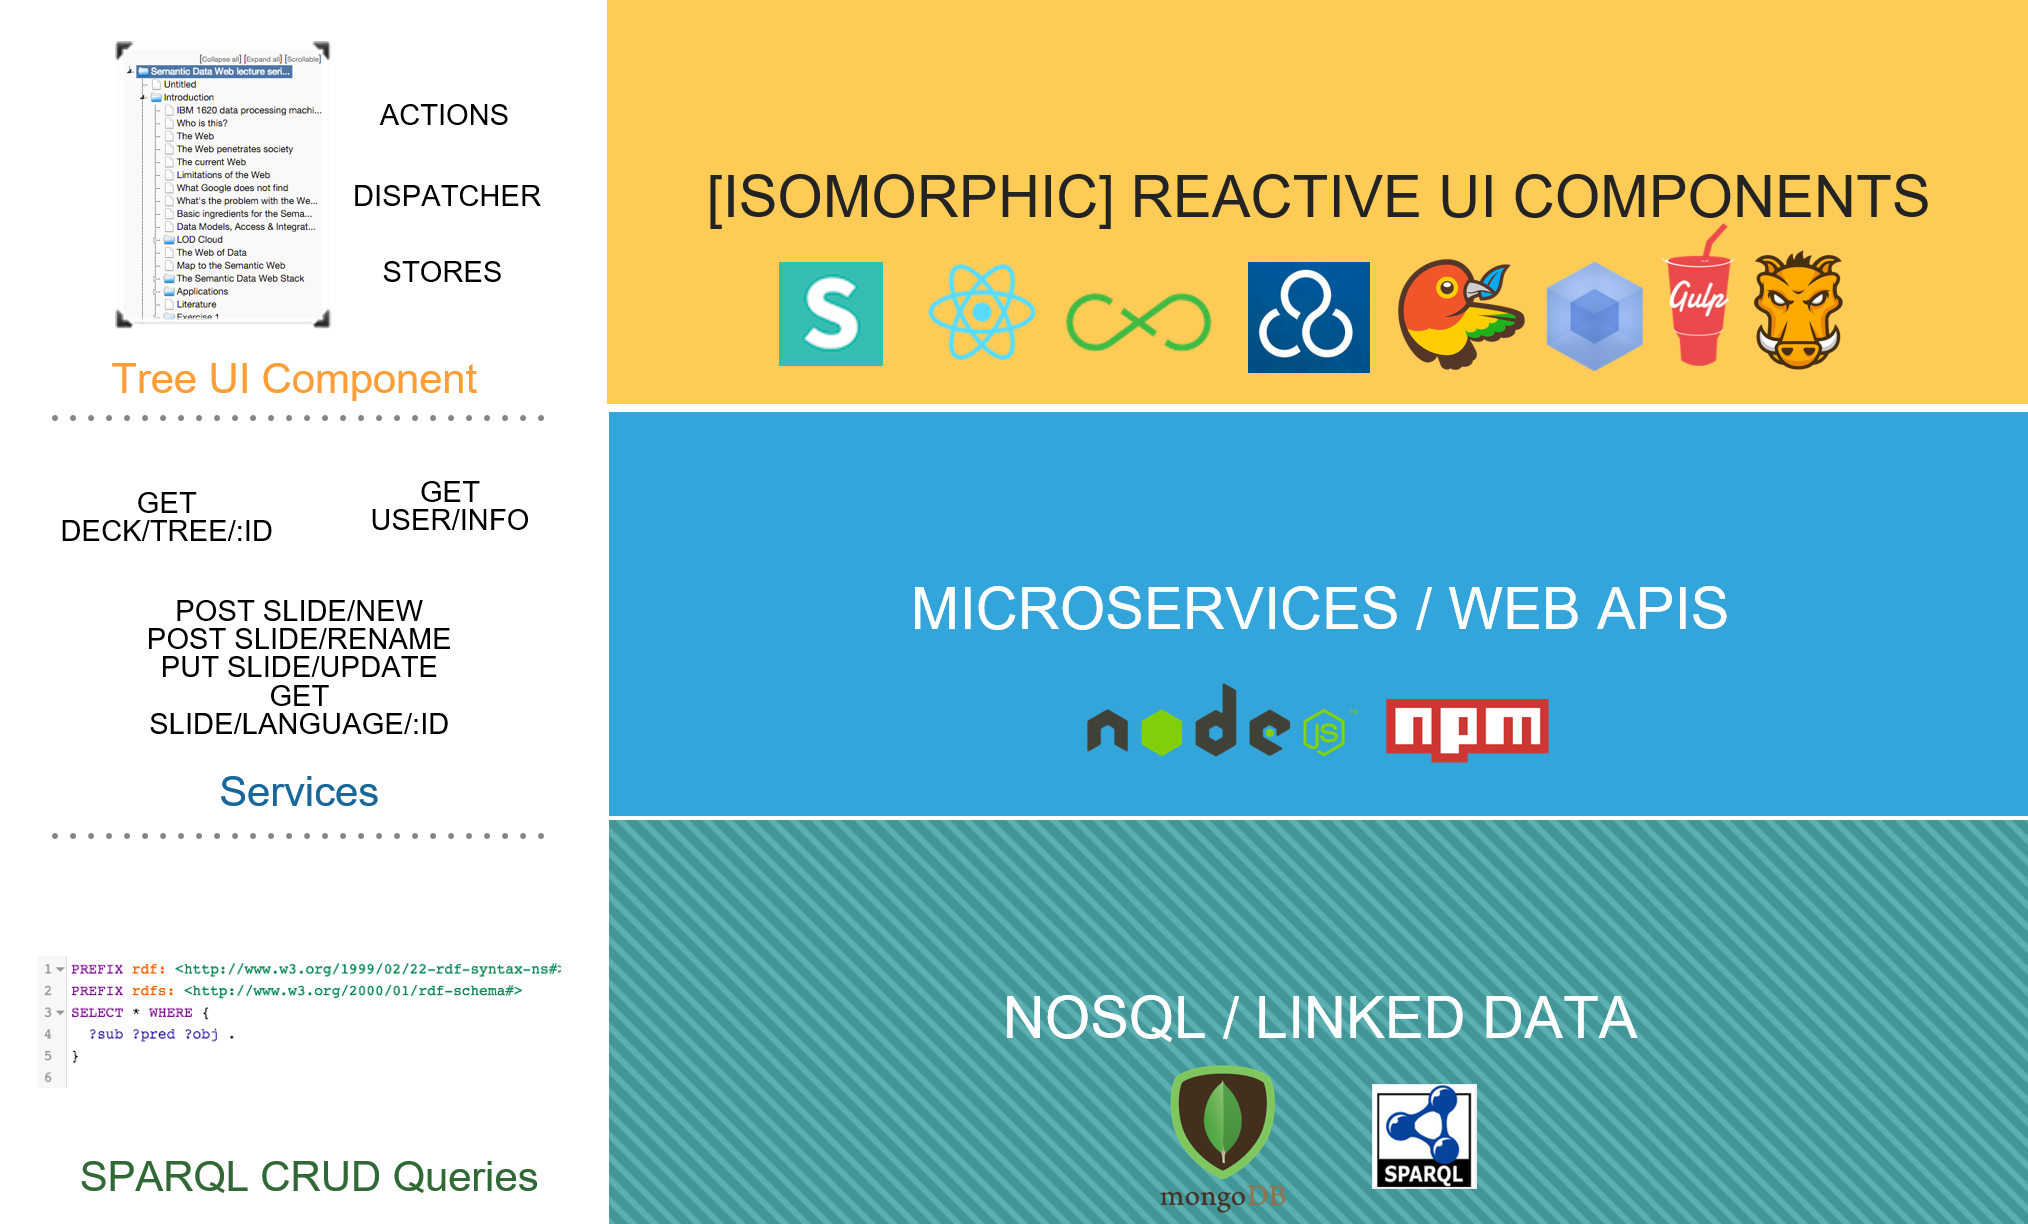 [Collapse all] [Expand all] [Scrollable]
Semantic Data Web lecture seri...
Untitled
Introduction
IBM 1620 data processing machi...
Who is this?
The Web
The Web penetrates society
The current Web
Limitations of the Web
What Google does not find
What's the problem with the We...
Basic ingredients for the Sema...
Data Models, Access & Integrat...
LOD Cloud
The Web of Data
Map to the Semantic Web
The Semantic Data Web Stack
Applications
Literature
Exercise 1
ACTIONS
DISPATCHER
STORES
Tree UI Component
[ISOMORPHIC] REACTIVE UI COMPONENTS
S
Gulp
GET
DECK/TREE/:ID
GET
USER/INFO
POST SLIDE/NEW
POST SLIDE/RENAME
PUT SLIDE/UPDATE
GET
SLIDE/LANGUAGE/:ID
Services
MICROSERVICES / WEB APIS
node JS
npm
1 PREFIX rdf: <http://www.w3.org/1999/02/22-rdf-syntax-ns#>
2 PREFIX rdfs: <http://www.w3.org/2000/01/rdf-schema#>
3 SELECT * WHERE {
4 ?sub ?pred ?obj .
5 }
6
SPARQL CRUD Queries
NOSQL / LINKED DATA
mongoDB
SPARQL